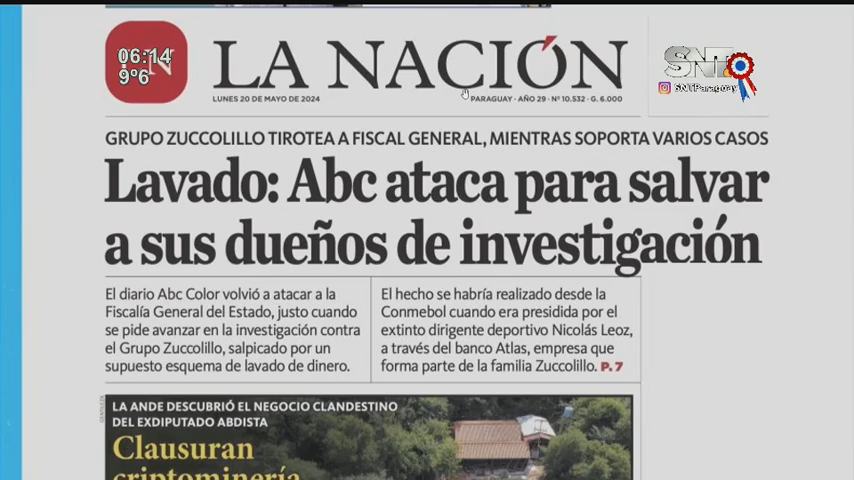 06:14
9°6
LA NACIÓN
LUNES 20 DE MAYO DE 2024
PARAGUAY · AÑO 29 · Nº 10.532 · G. 6.000
SNT
SNTParaguay
GRUPO ZUCCOLILLO TIROTEA A FISCAL GENERAL, MIENTRAS SOPORTA VARIOS CASOS
Lavado: Abc ataca para salvar
a sus dueños de investigación
El diario Abc Color volvió a atacar a la
Fiscalía General del Estado, justo cuando
se pide avanzar en la investigación contra
el Grupo Zuccolillo, salpicado por un
supuesto esquema de lavado de dinero.
El hecho se habría realizado desde la
Conmebol cuando era presidida por el
extinto dirigente deportivo Nicolás Leoz,
a través del banco Atlas, empresa que
forma parte de la familia Zuccolillo. P. 7
LA ANDE DESCUBRIÓ EL NEGOCIO CLANDESTINO
DEL EXDIPUTADO ABDISTA
Clausuran
criptominería